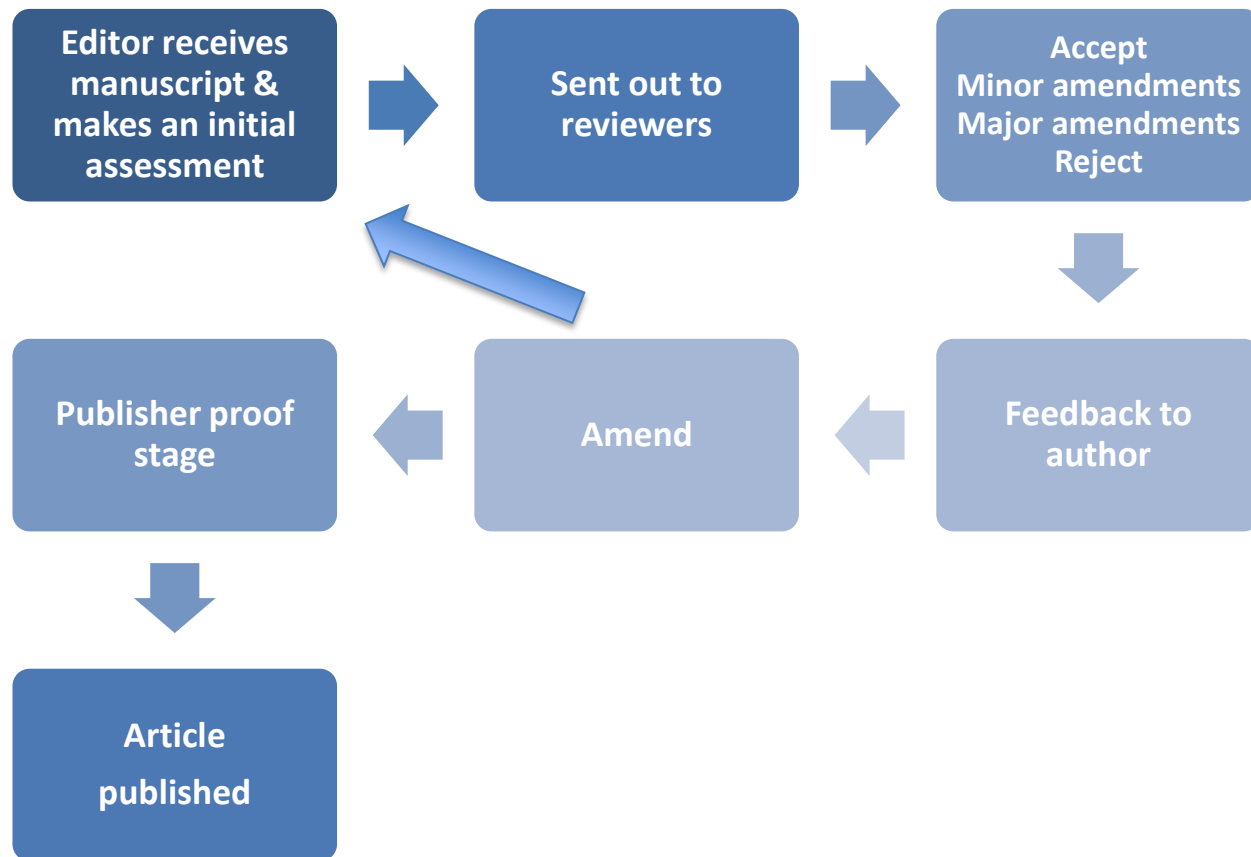 Editor receives
manuscript &
makes an initial
assessment
Sent out to
reviewers
Accept
Minor amendments
Major amendments
Reject
Feedback to
author
Amend
Publisher proof
stage
Article
published